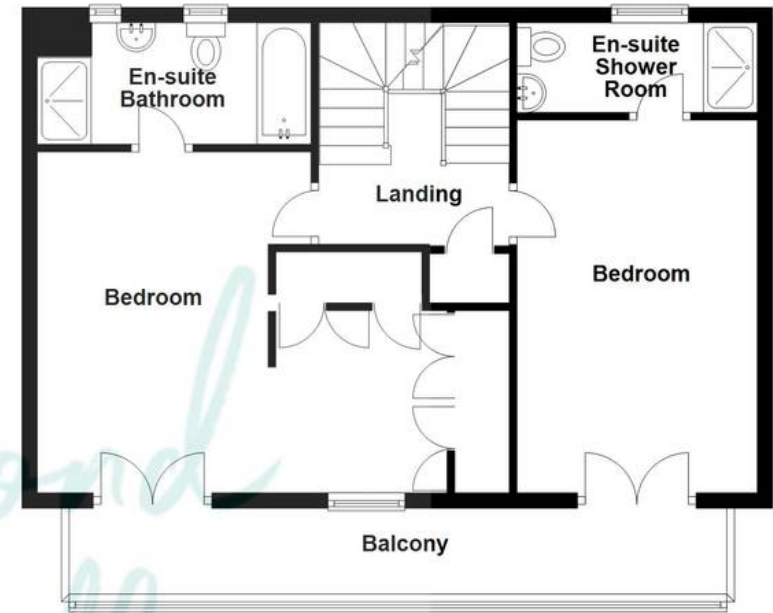 En-suite
Bathroom
En-suite
Shower
Room
Landing
Bedroom
Bedroom
Balcony